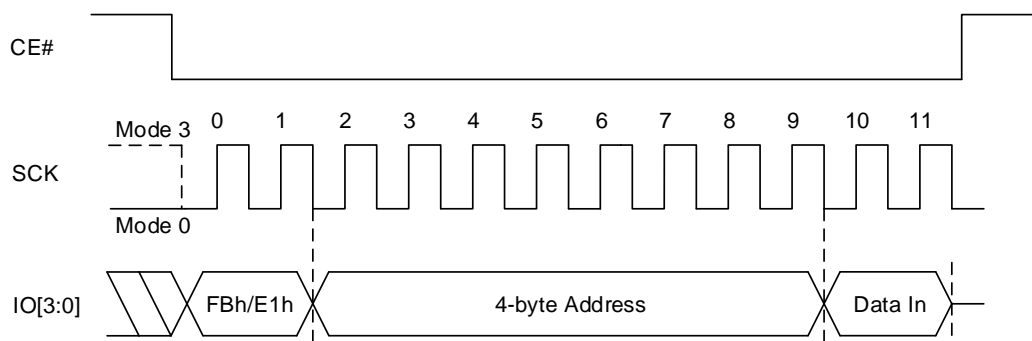 CE#
Mode 3 0 1 2 3 4 5 6 7 8 9 10 11
SCK
Mode 0
IO[3:0] FBh/E1h 4-byte Address Data In